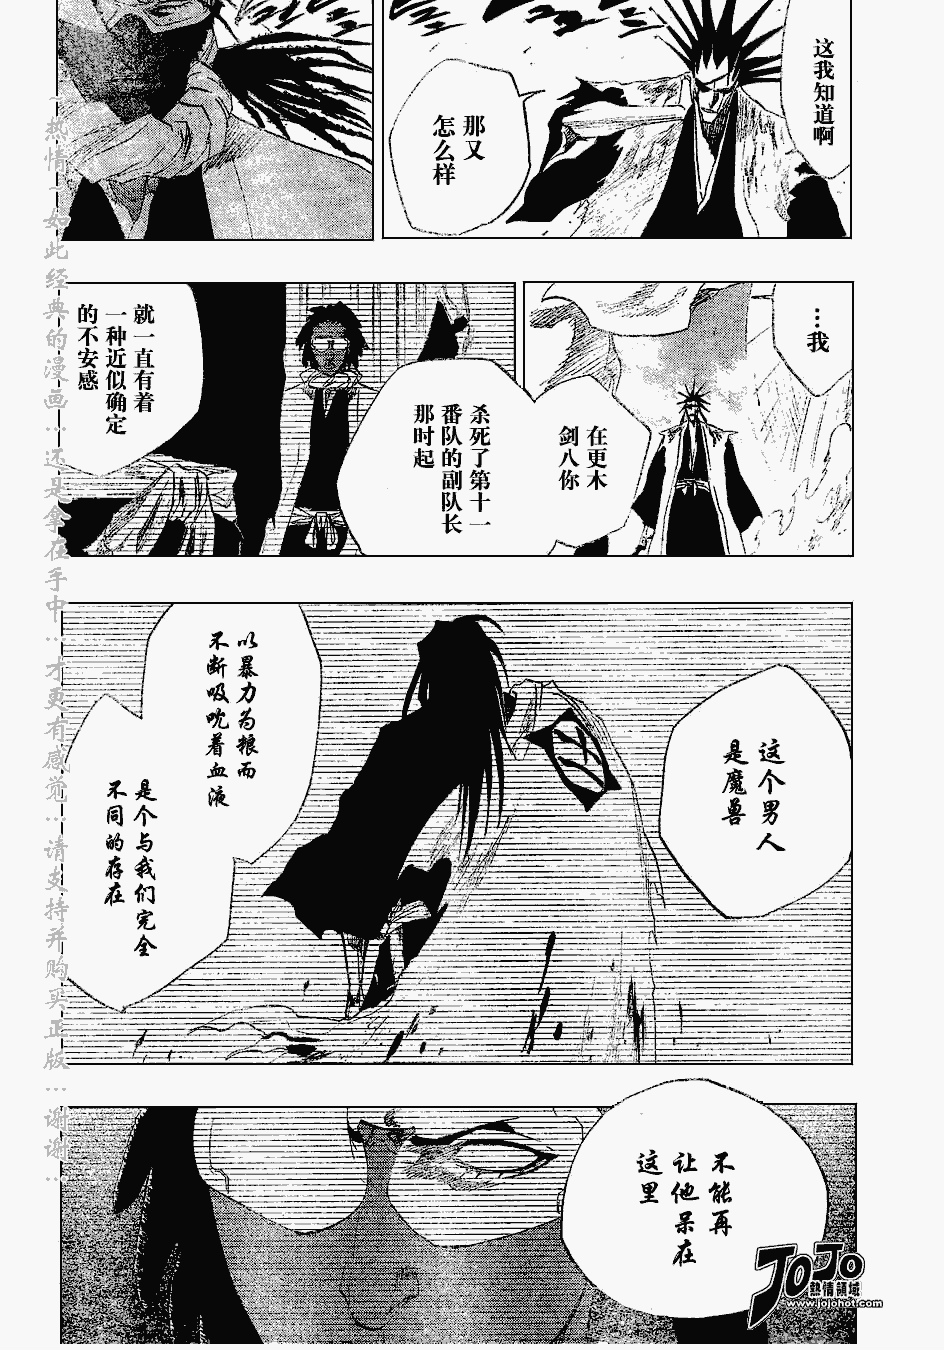 这我知道啊
那又
怎么样
…我
在更木
剑八你
杀死了第十一
番队的副队长
那时起
就一直有着
一种近似确定
的不安感
这个男人
是魔兽
以暴力为粮而
不断吸吮着血液
是个与我们完全
不同的存在
不能再
让他呆在
这里
～热情～如此经典的漫画…还是拿在手中…才更有感觉…请支持并购买正版…谢谢…
JOJO
热情領域
www.jojohot.com